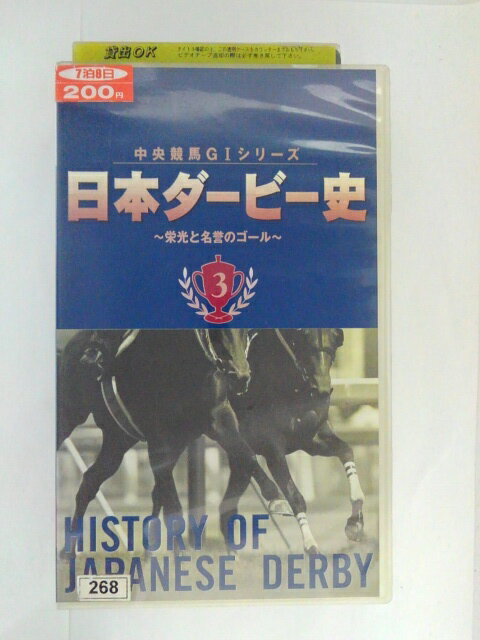 貸出OK
7泊8日
200円
中央競馬GIシリーズ
日本ダービー史
~栄光と名誉のゴール~
3
HISTORY OF
JAPANESE DERBY
268